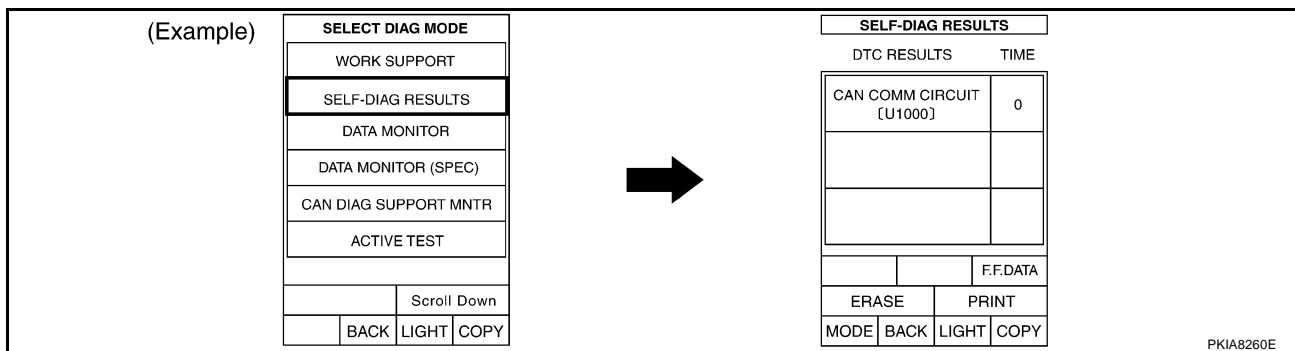 (Example)
SELECT DIAG MODE
WORK SUPPORT
SELF-DIAG RESULTS
DATA MONITOR
DATA MONITOR (SPEC)
CAN DIAG SUPPORT MNTR
ACTIVE TEST
Scroll Down
BACK LIGHT COPY
SELF-DIAG RESULTS
DTC RESULTS TIME
CAN COMM CIRCUIT 0
〔U1000〕
F.F.DATA
ERASE PRINT
MODE BACK LIGHT COPY
PKIA8260E